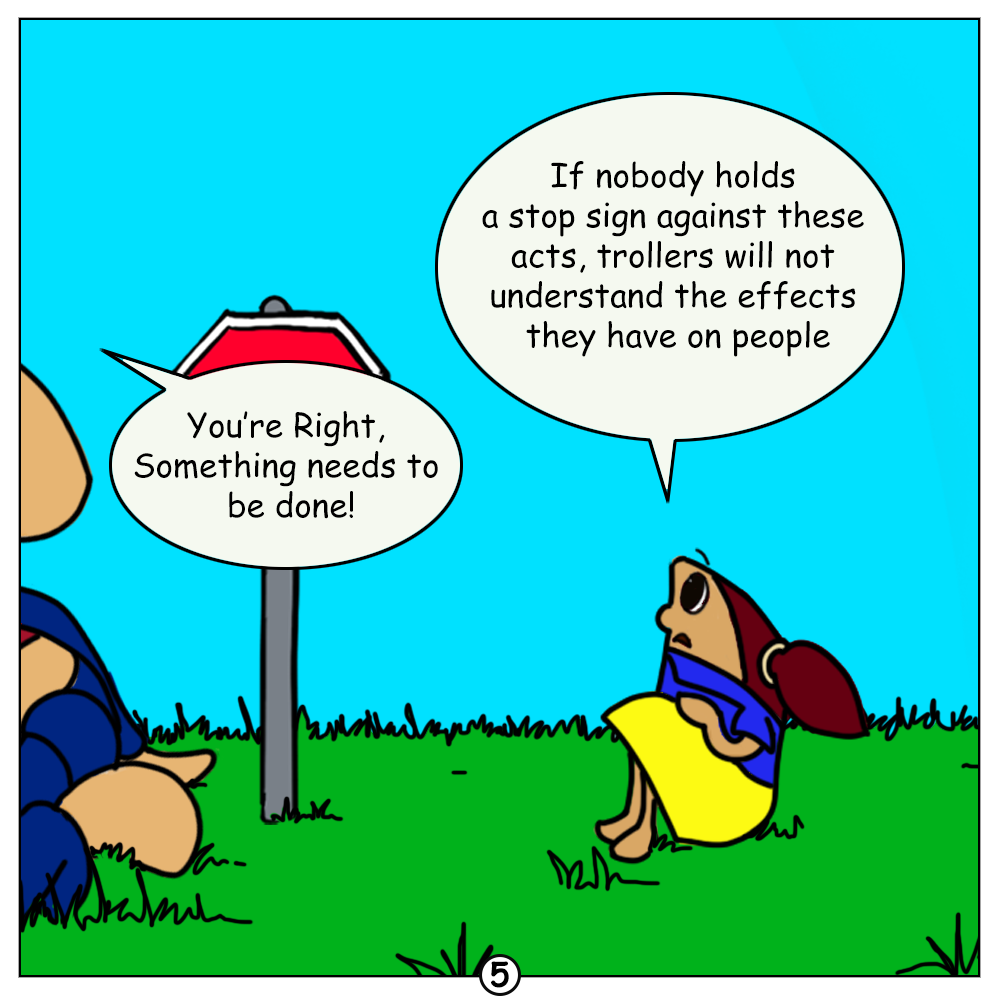 If nobody holds
a stop sign against these
acts, trollers will not
understand the effects
they have on people
You're Right,
Something needs to
be done!
5